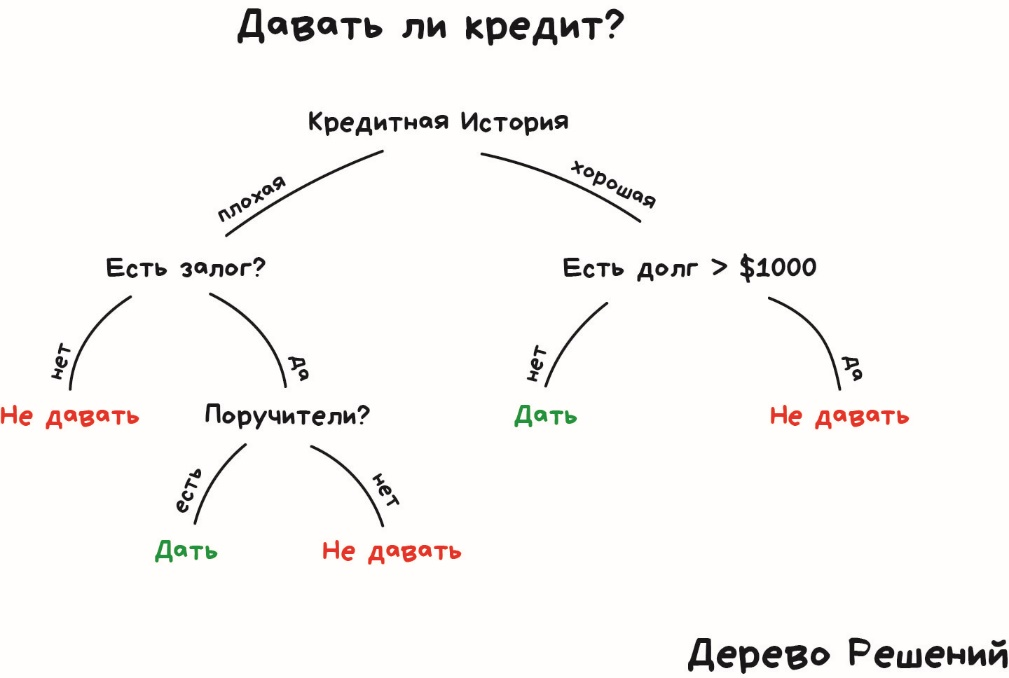 Давать ли кредит?
Кредитная История
плохая
хорошая
Есть залог?
Есть долг > $1000
нет
да
нет
да
Не давать
Поручители?
Дать
Не давать
есть
нет
Дать
Не давать
Дерево Решений